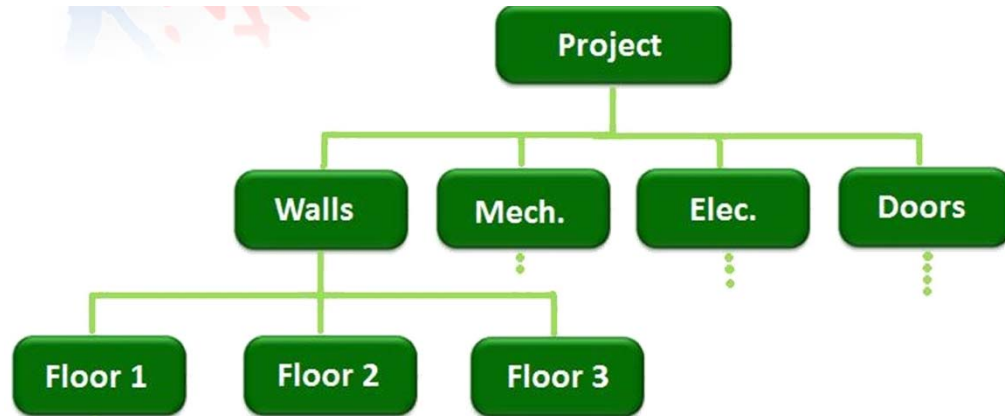 Project
Walls
Mech.
Elec.
Doors
Floor 1
Floor 2
Floor 3